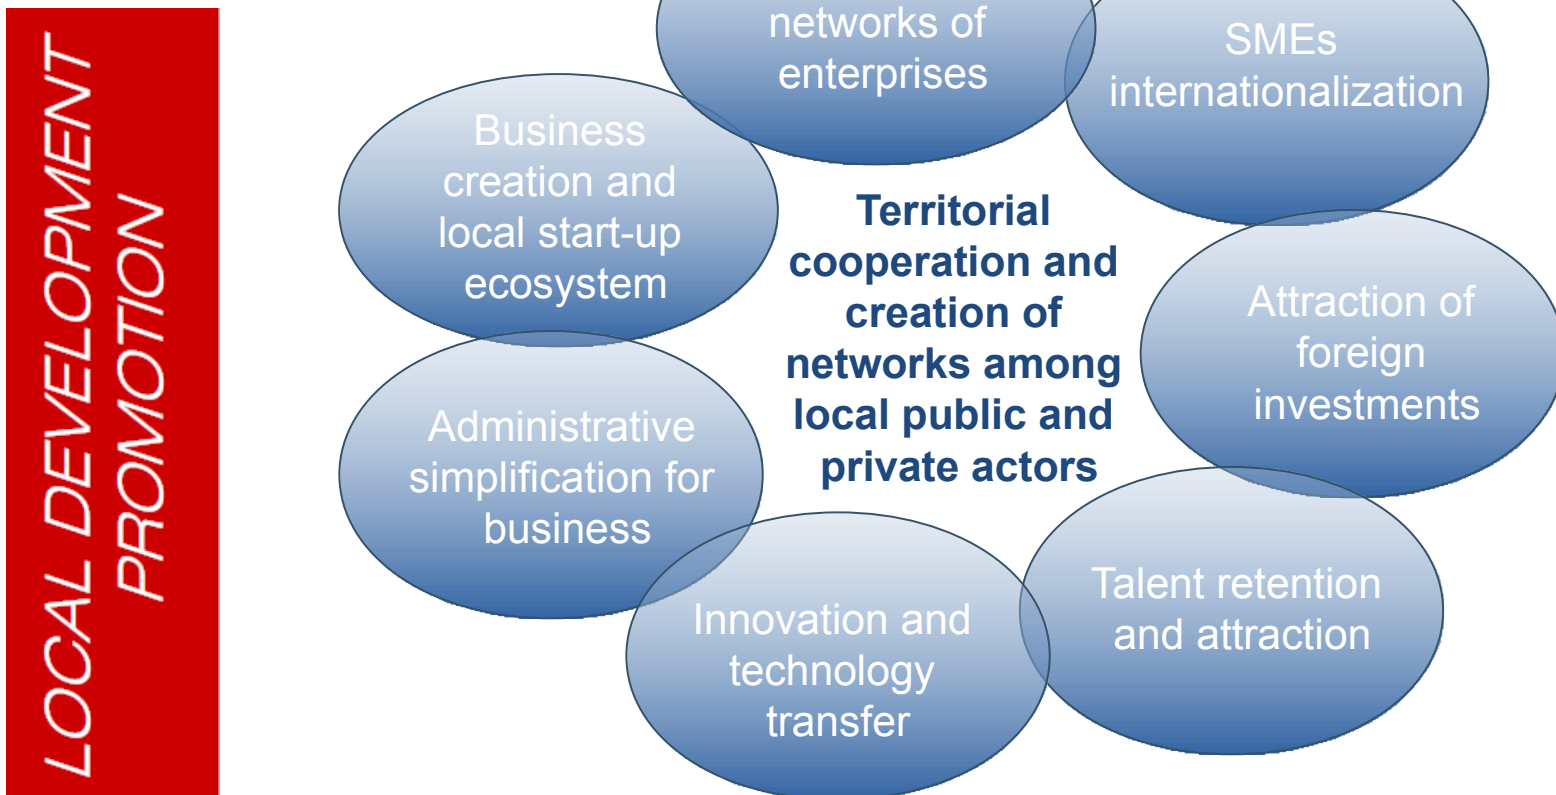 LOCAL DEVELOPMENT
PROMOTION
networks of
enterprises
SMEs
internationalization
Business
creation and
local start-up
ecosystem
Territorial
cooperation and
creation of
networks among
local public and
private actors
Attraction of
foreign
investments
Administrative
simplification for
business
Talent retention
and attraction
Innovation and
technology
transfer